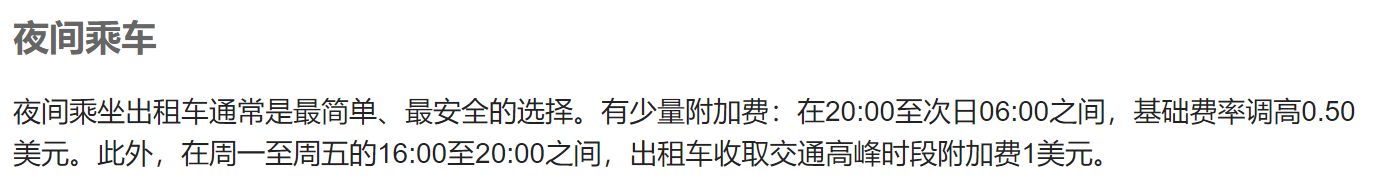 夜间乘车
夜间乘坐出租车通常是最简单、最安全的选择。有少量附加费：在20:00至次日06:00之间，基础费率调高0.50
美元。此外，在周一至周五的16:00至20:00之间，出租车收取交通高峰时段附加费1美元。